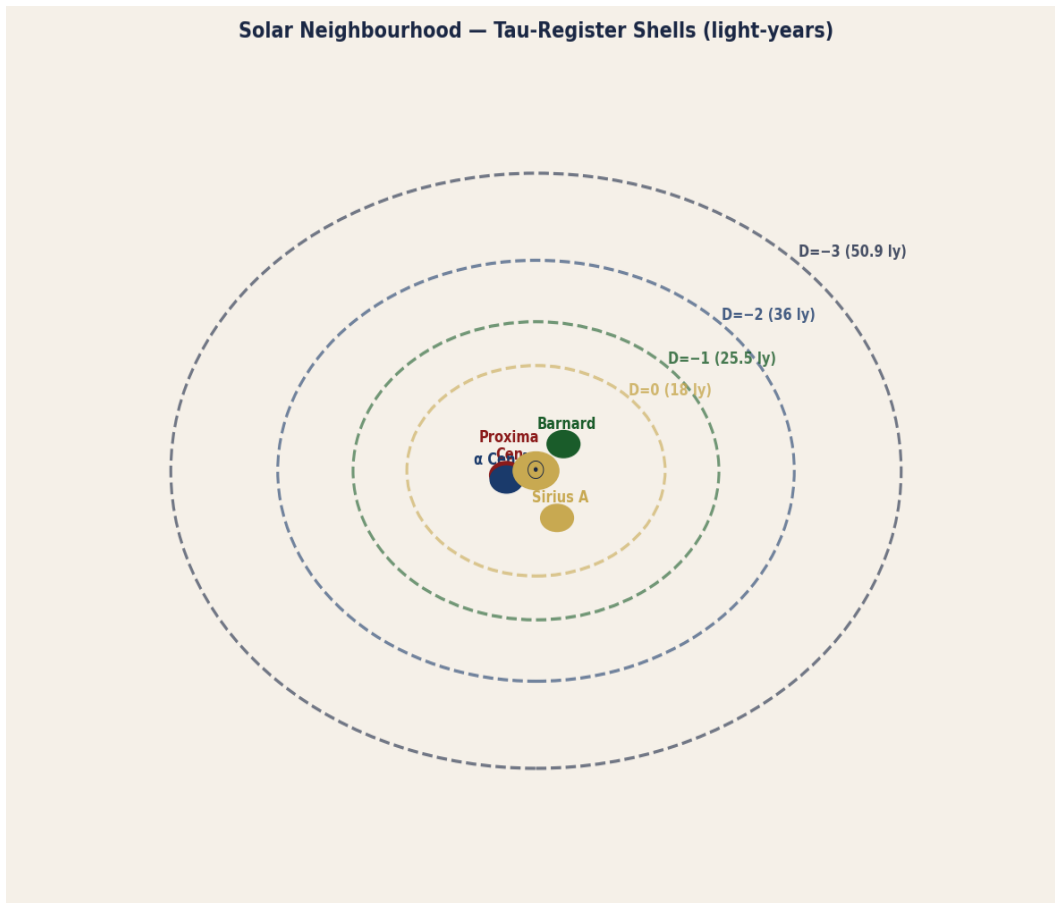 Solar Neighbourhood — Tau-Register Shells (light-years)
D=−3 (50.9 ly)
D=−2 (36 ly)
D=−1 (25.5 ly)
D=0 (18 ly)
Barnard
Proxima
Cen
α Cen
☉
Sirius A